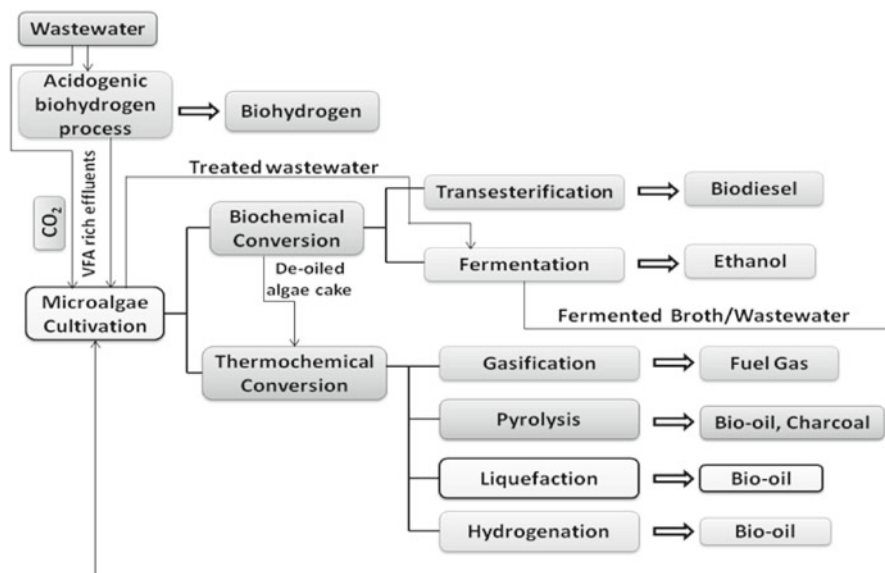 Wastewater
Acidogenic
biohydrogen
process
Biohydrogen
Treated wastewater
CO₂
VFA rich effluents
Transesterification
Biodiesel
Biochemical
Conversion
Fermentation
Ethanol
De-oiled
algae cake
Microalgae
Cultivation
Fermented Broth/Wastewater
Thermochemical
Conversion
Gasification
Fuel Gas
Pyrolysis
Bio-oil, Charcoal
Liquefaction
Bio-oil
Hydrogenation
Bio-oil